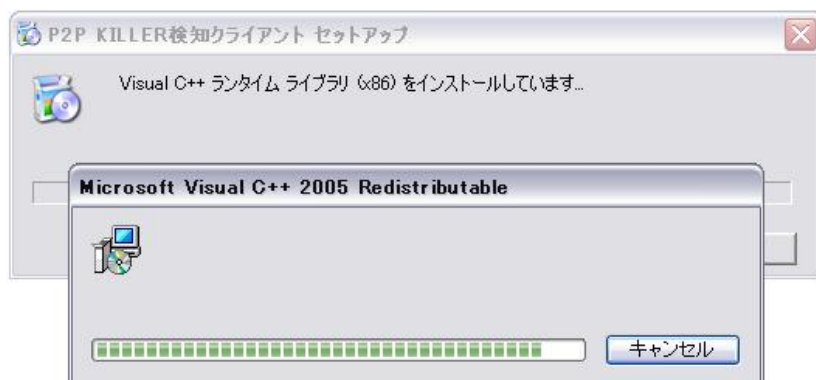 P2P KILLER検知クライアント セットアップ
Visual C++ ランタイム ライブラリ (x86) をインストールしています...
Microsoft Visual C++ 2005 Redistributable
キャンセル